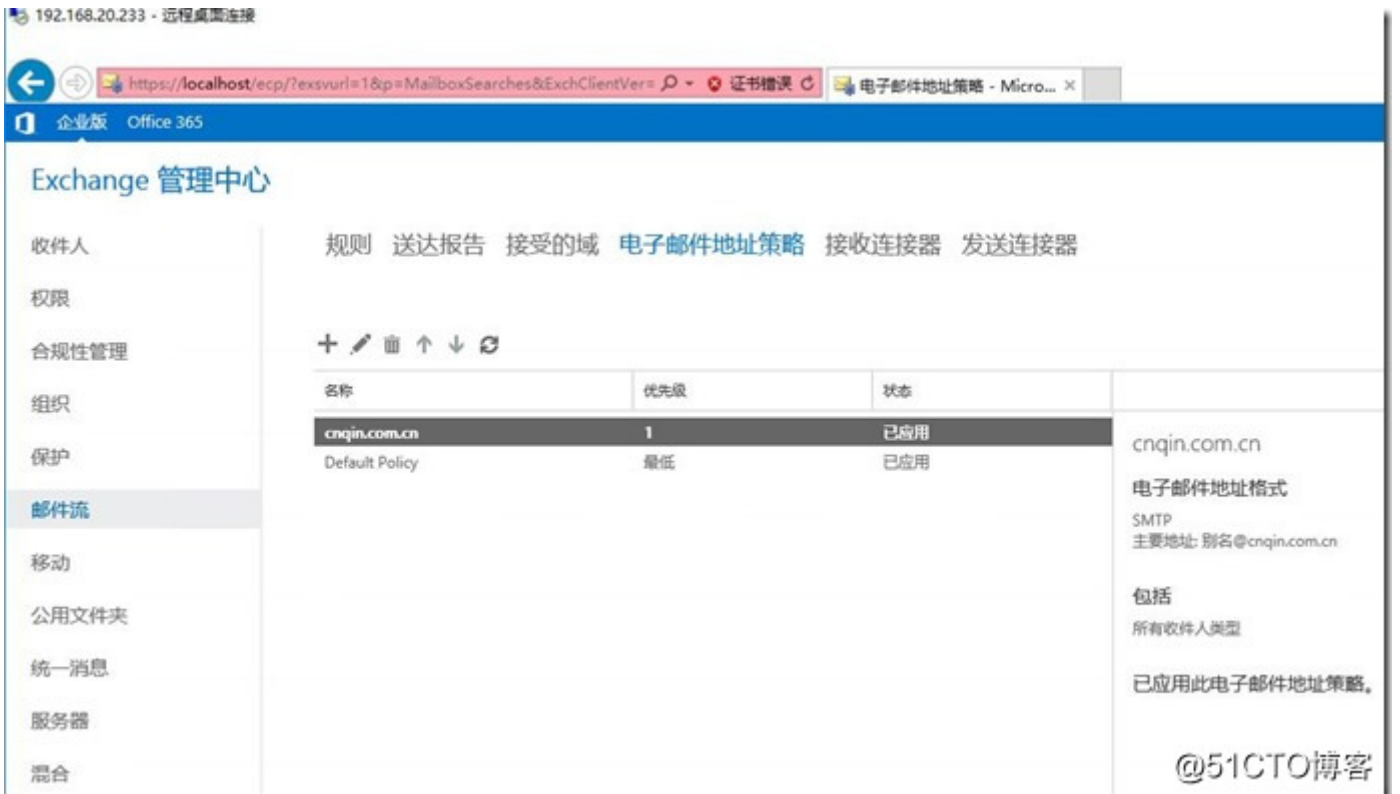 192.168.20.233 - 远程桌面连接
https://localhost/ecp/?exsvurl=1&p=MailboxSearches&ExchClientVer= 证书错误 电子邮件地址策略 - Micro...
企业版 Office 365
Exchange 管理中心
收件人
权限
合规性管理
组织
保护
邮件流
移动
公用文件夹
统一消息
服务器
混合
规则 送达报告 接受的域 电子邮件地址策略 接收连接器 发送连接器
名称 优先级 状态
cnqin.com.cn 1 已应用
Default Policy 最低 已应用
cnqin.com.cn
电子邮件地址格式
SMTP
主要地址: 别名@cnqin.com.cn
包括
所有收件人类型
已应用此电子邮件地址策略。
@51CTO博客